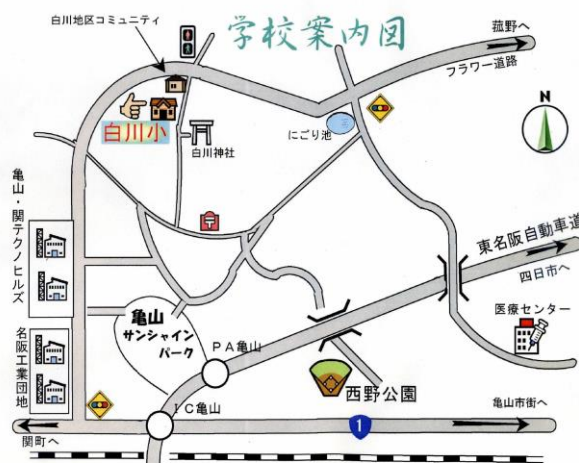 学校案内図
白川地区コミュニティ
菰野へ
フラワー道路
N
白川小
白川神社
にごり池
亀山・関テクノヒルズ
東名阪自動車道
四日市へ
医療センター
亀山
サンシャイン
パーク
PA亀山
名阪工業団地
西野公園
IC亀山
1
関町へ
亀山市街へ